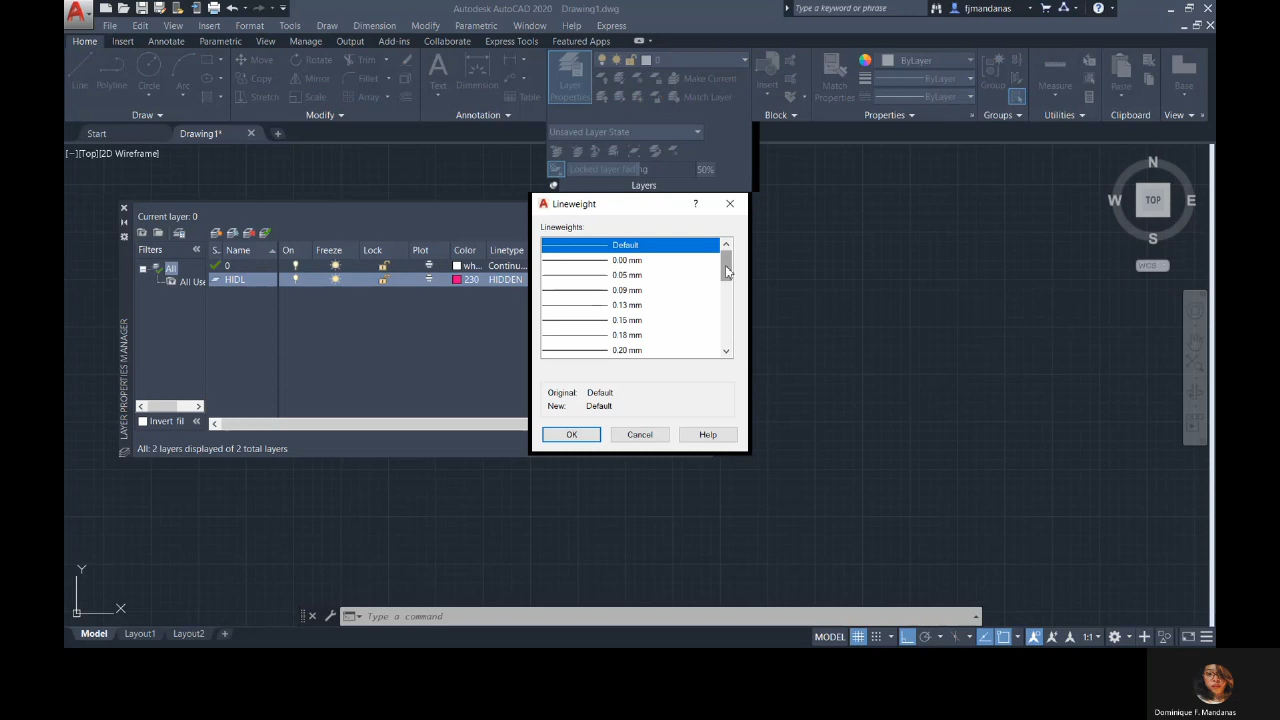 Autodesk AutoCAD 2020 Drawing1.dwg
Type a keyword or phrase
fjmandanas
File Edit View Insert Format Tools Draw Dimension Modify Parametric Window Help Express
Home Insert Annotate Parametric View Manage Output Add-ins Collaborate Express Tools Featured Apps
Line Polyline Circle Arc
Move Rotate Trim
Copy Mirror Fillet
Stretch Scale Array
Text Dimension Table
Layer Properties
0
Make Current
Match Layer
Insert
Match Properties
ByLayer
ByLayer
ByLayer
Group Measure Paste Base
Draw Modify Annotation Block Properties Groups Utilities Clipboard View
Start Drawing1*
Unsaved Layer State
Locked layer fading 50%
Layers
[−][Top][2D Wireframe]
N
W TOP E
S
WCS
Current layer: 0
Filters S. Name On Freeze Lock Plot Color Linetype
All 0 wh... Continu...
All Use HIDL 230 HIDDEN
Invert fil
All: 2 layers displayed of 2 total layers
LAYER PROPERTIES MANAGER
Lineweight ?
Lineweights:
Default
0.00 mm
0.05 mm
0.09 mm
0.13 mm
0.15 mm
0.18 mm
0.20 mm
Original: Default
New: Default
OK Cancel Help
Y
X
Type a command
Model Layout1 Layout2 +
MODEL 1:1
Dominique F. Mandanas